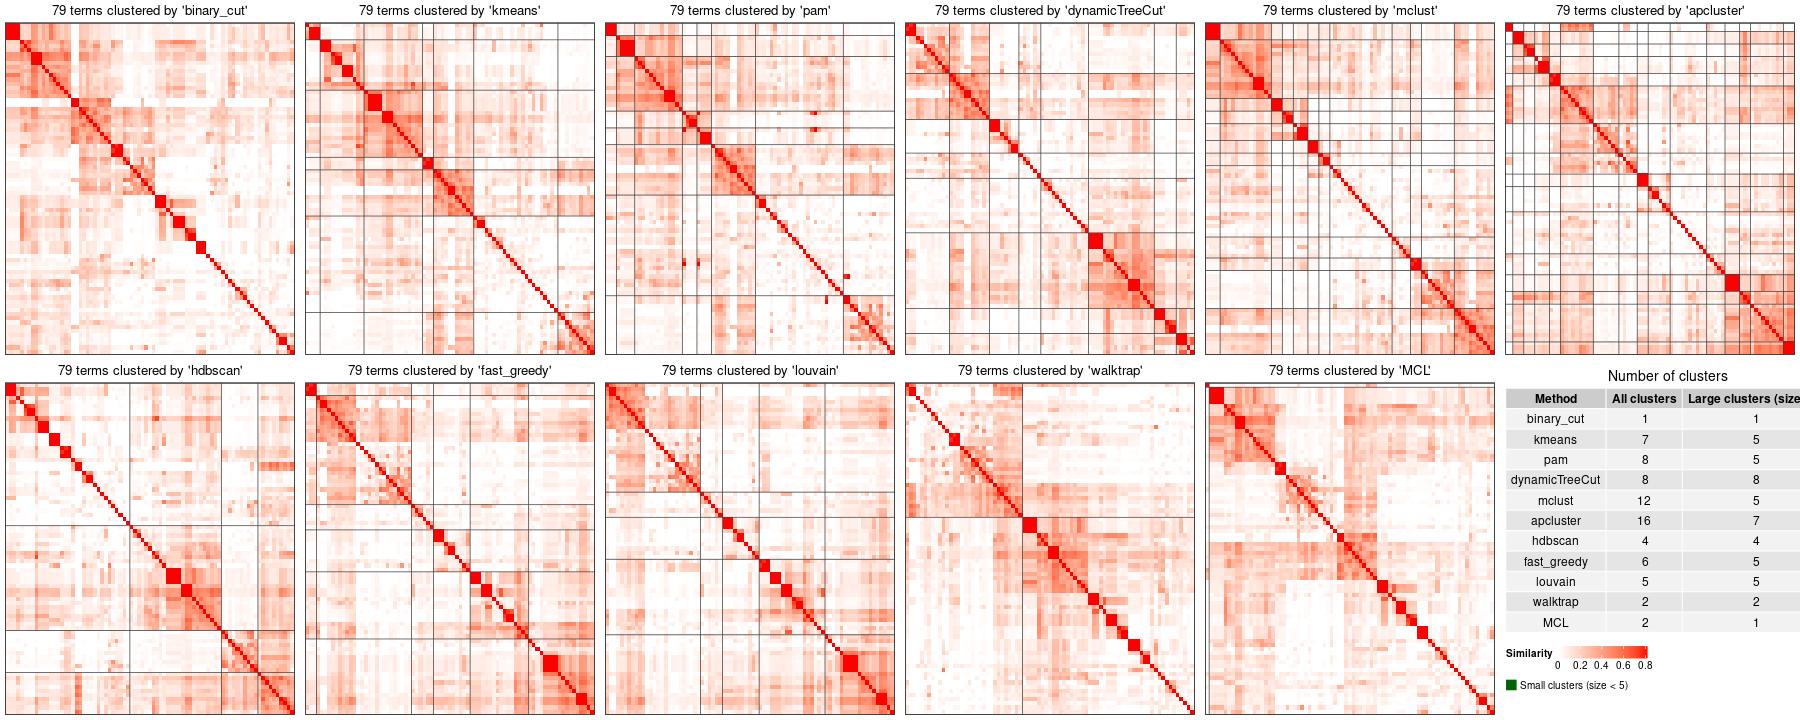 79 terms clustered by 'binary_cut'
79 terms clustered by 'kmeans'
79 terms clustered by 'pam'
79 terms clustered by 'dynamicTreeCut'
79 terms clustered by 'mclust'
79 terms clustered by 'apcluster'
79 terms clustered by 'hdbscan'
79 terms clustered by 'fast_greedy'
79 terms clustered by 'louvain'
79 terms clustered by 'walktrap'
79 terms clustered by 'MCL'
Number of clusters
Method All clusters Large clusters (size
binary_cut 1 1
kmeans 7 5
pam 8 5
dynamicTreeCut 8 8
mclust 12 5
apcluster 16 7
hdbscan 4 4
fast_greedy 6 5
louvain 5 5
walktrap 2 2
MCL 2 1
Similarity
0 0.2 0.4 0.6 0.8
Small clusters (size < 5)